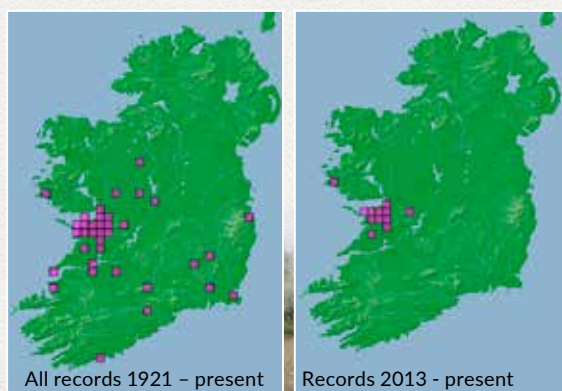 All records 1921 – present
Records 2013 - present